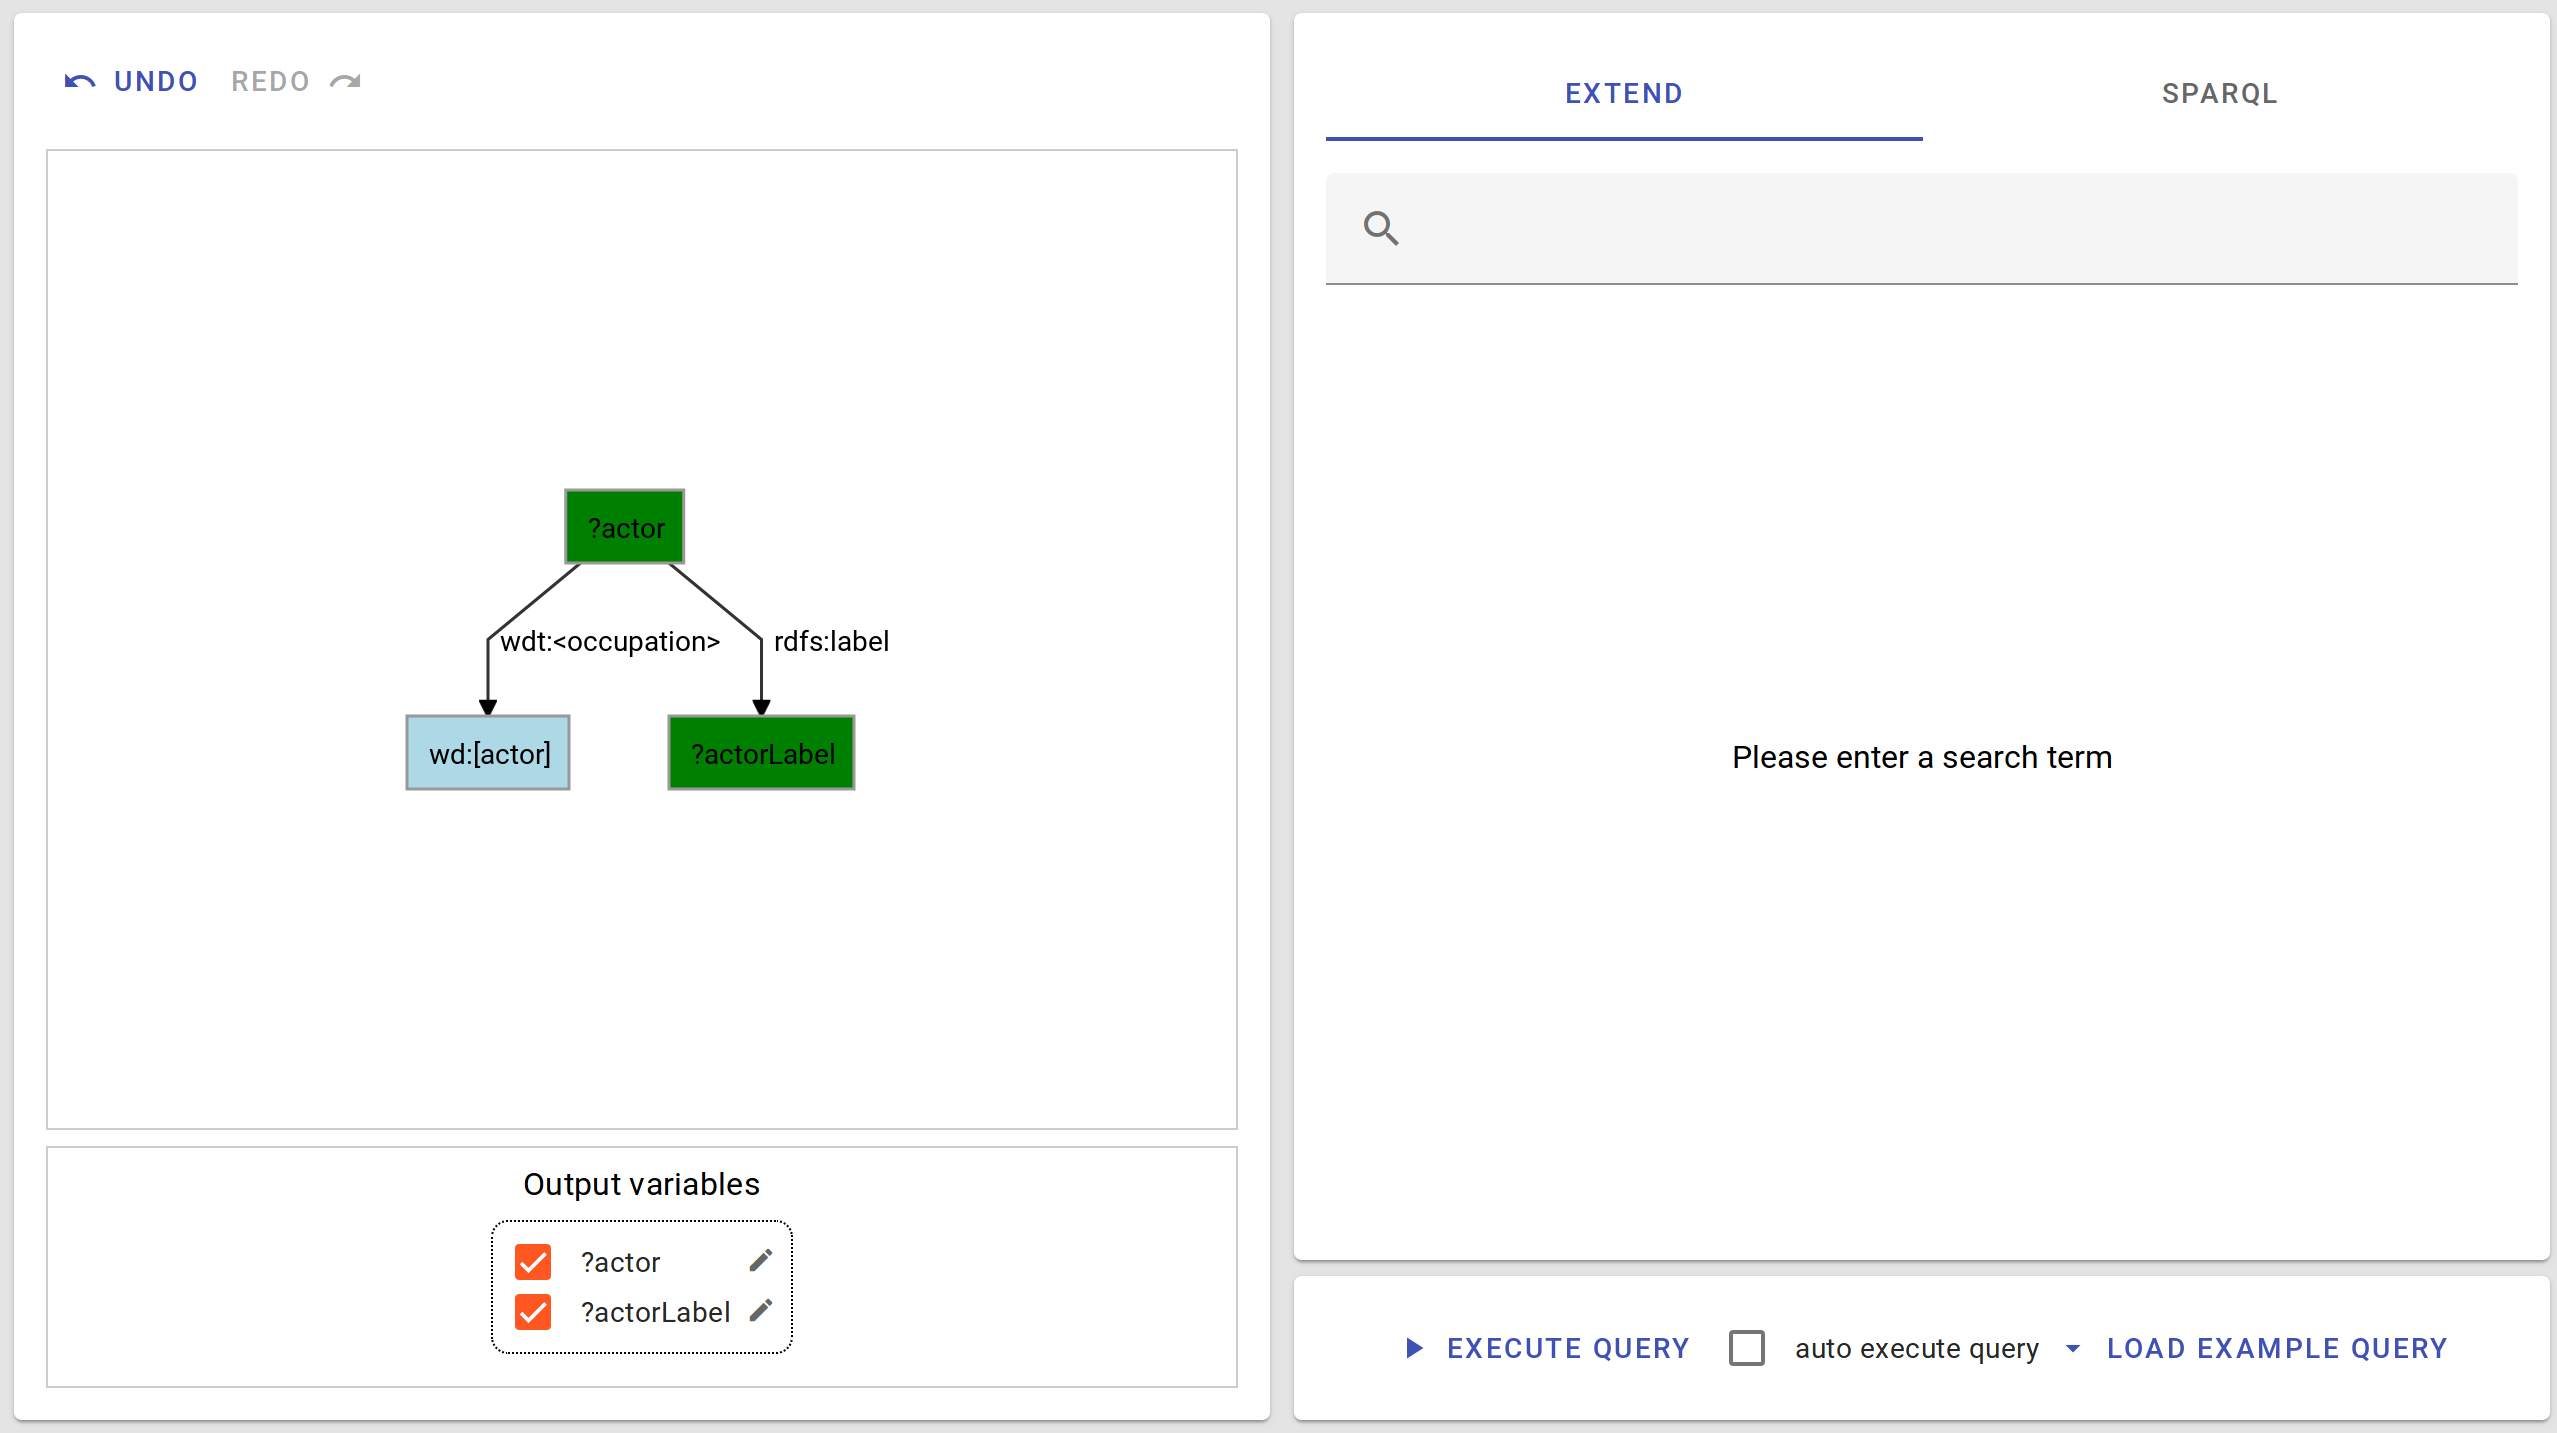 UNDO REDO
?actor
wdt:<occupation> rdfs:label
wd:[actor] ?actorLabel
Output variables
?actor
?actorLabel
EXTEND SPARQL
Please enter a search term
EXECUTE QUERY auto execute query LOAD EXAMPLE QUERY